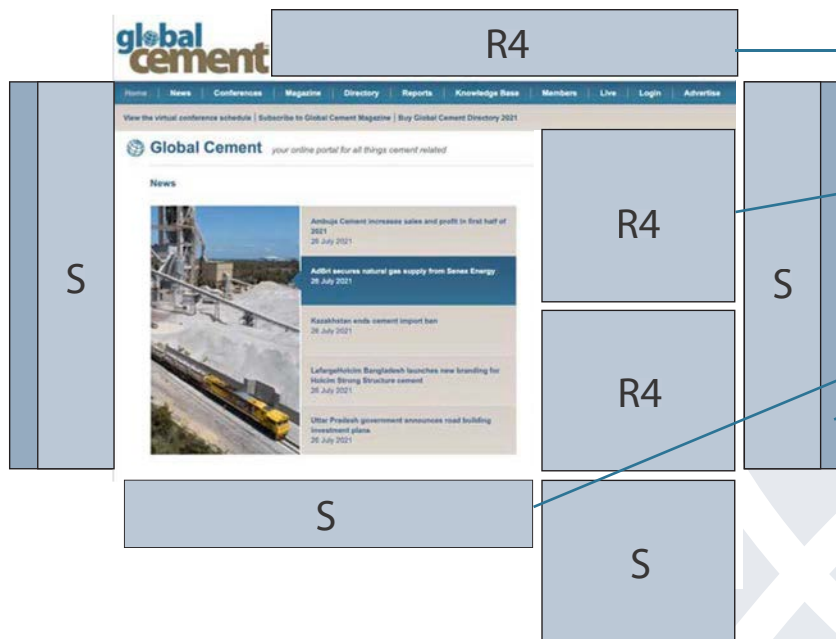 global
cement
R4
Home News Conferences Magazine Directory Reports Knowledge Base Members Live Login Advertise
View the virtual conference schedule | Subscribe to Global Cement Magazine | Buy Global Cement Directory 2021
Global Cement your online portal for all things cement related
News
Ambuja Cement increases sales and profit in first half of
2021
26 July 2021
AdBri secures natural gas supply from Senex Energy
26 July 2021
Kazakhstan ends cement import ban
26 July 2021
LafargeHolcim Bangladesh launches new branding for
Holcim Strong Structure cement
26 July 2021
Uttar Pradesh government announces road building
investment plans
26 July 2021
S
R4
S
R4
S
S